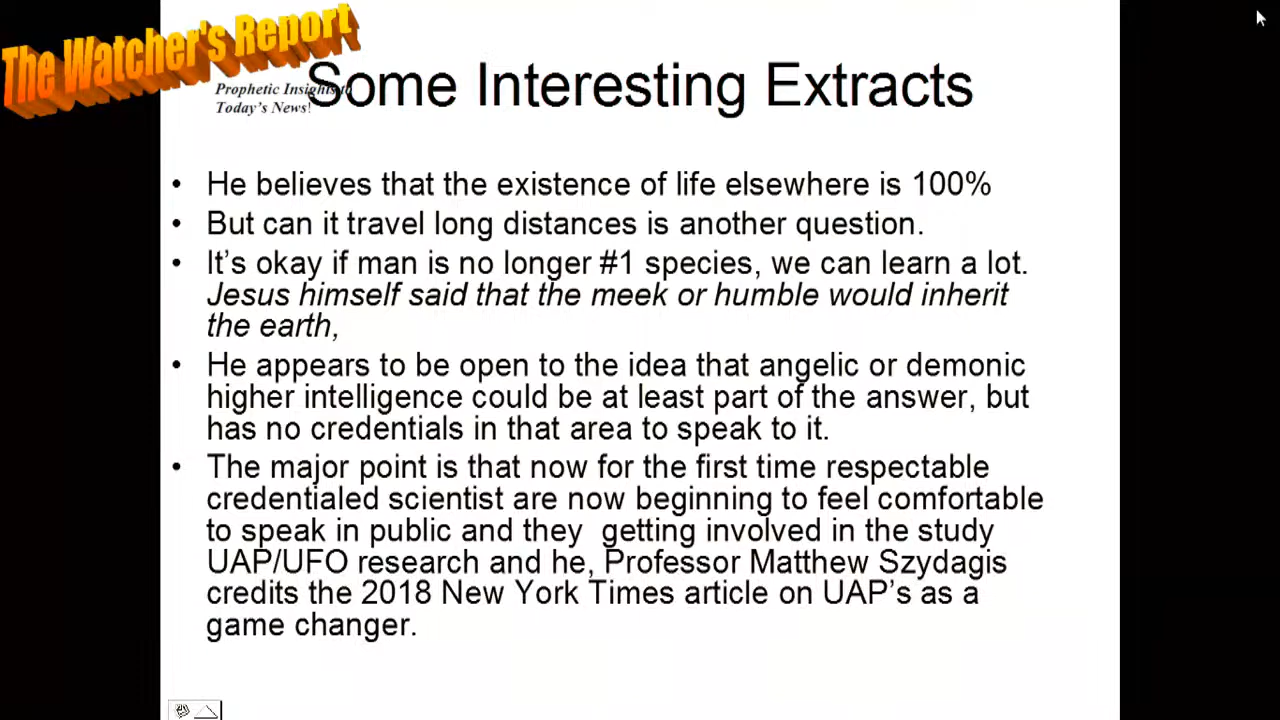 The Watcher's Report
Prophetic Insights to
Today's News!
Some Interesting Extracts
• He believes that the existence of life elsewhere is 100%
• But can it travel long distances is another question.
• It's okay if man is no longer #1 species, we can learn a lot.
Jesus himself said that the meek or humble would inherit
the earth,
• He appears to be open to the idea that angelic or demonic
higher intelligence could be at least part of the answer, but
has no credentials in that area to speak to it.
• The major point is that now for the first time respectable
credentialed scientist are now beginning to feel comfortable
to speak in public and they  getting involved in the study
UAP/UFO research and he, Professor Matthew Szydagis
credits the 2018 New York Times article on UAP's as a
game changer.